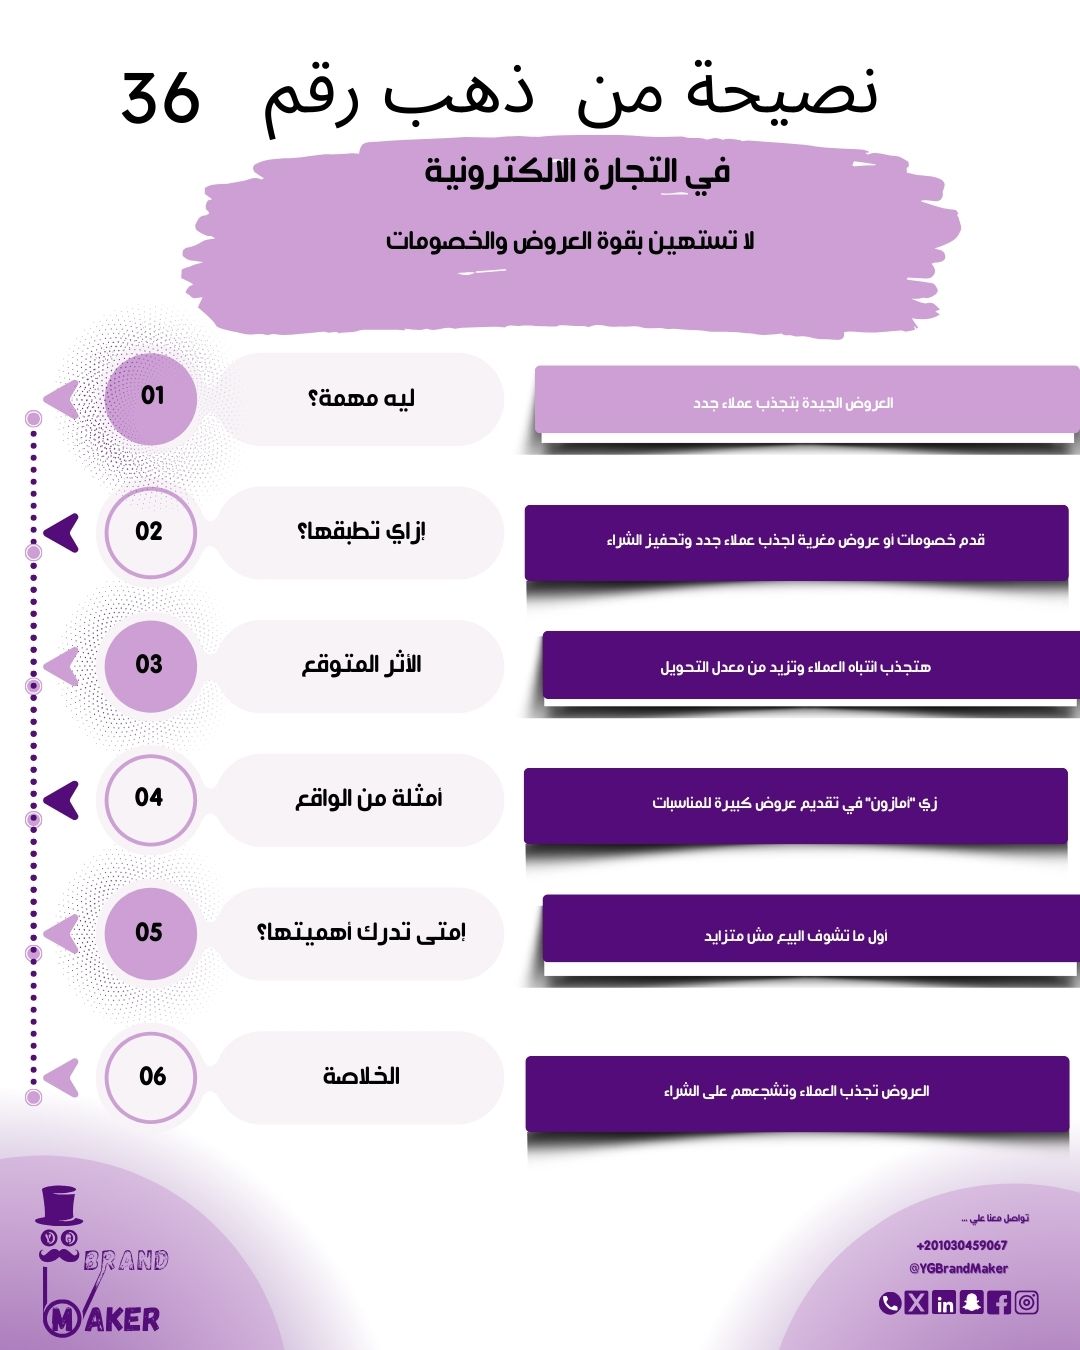 نصيحة من ذهب رقم 36
في التجارة الالكترونية
لا تستهين بقوة العروض والخصومات
01
ليه مهمة؟
العروض الجيدة بتجذب عملاء جدد
02
إزاي تطبقها؟
قدم خصومات أو عروض مغرية لجذب عملاء جدد وتحفيز الشراء
03
الأثر المتوقع
هتجذب انتباه العملاء وتزيد من معدل التحويل
04
أمثلة من الواقع
زي "أمازون" في تقديم عروض كبيرة للمناسبات
05
إمتى تدرك أهميتها؟
أول ما تشوف البيع مش متزايد
06
الخلاصة
العروض تجذب العملاء وتشجعهم على الشراء
YG
BRAND
MAKER
تواصل معنا علي ...
+201030459067
@YGBrandMaker